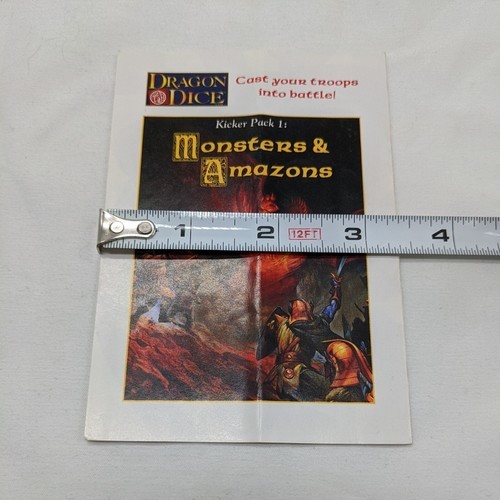 DRAGON
DICE
Cast your troops
into battle!
Kicker Pack 1:
Monsters &
Amazons
1 2 12FT 3 4